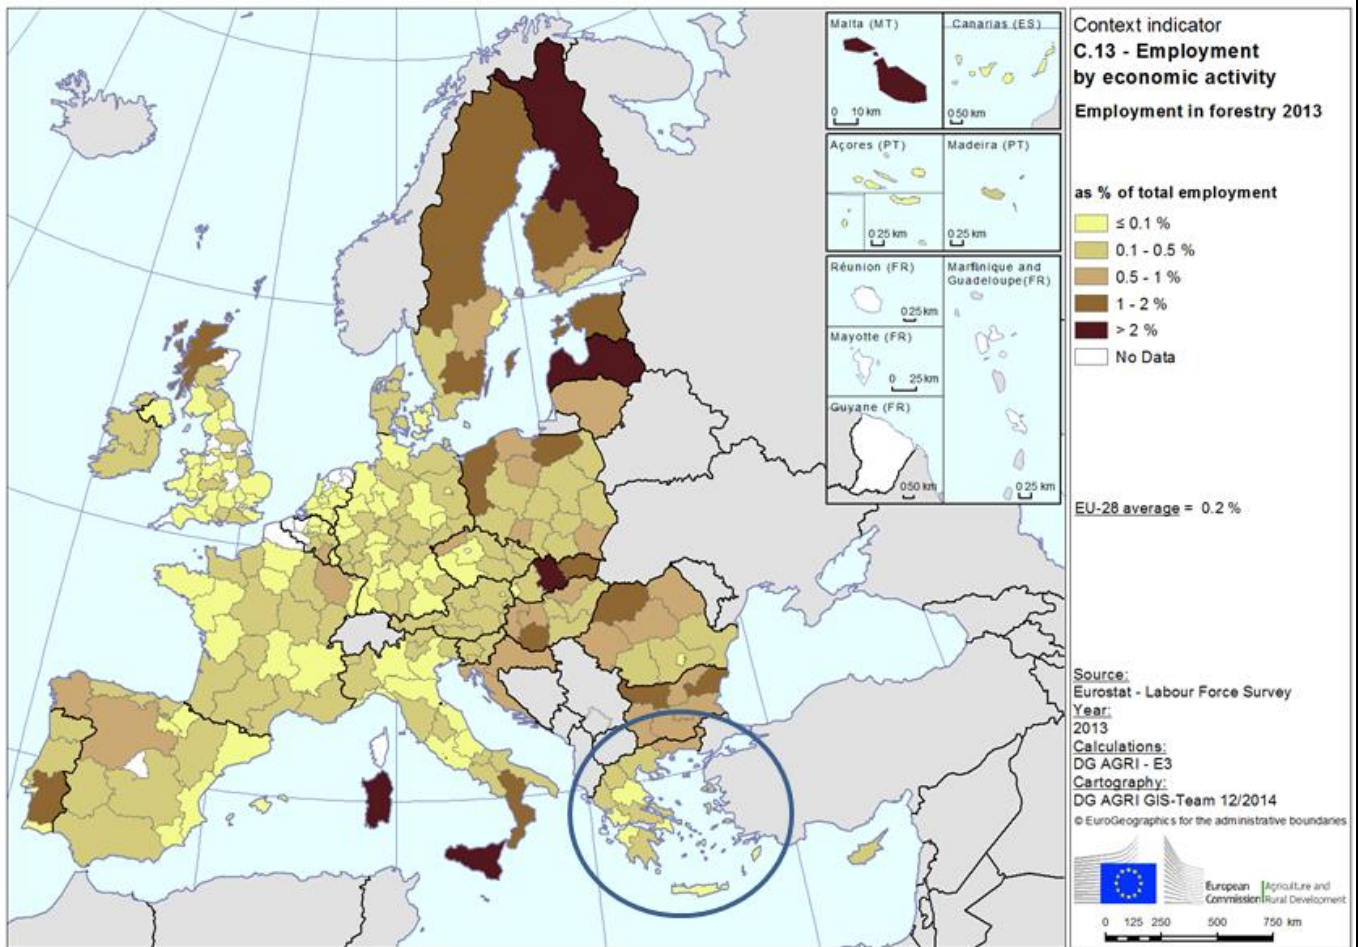 Malta (MT)
0 10 km
Canarias (ES)
0 50 km
Açores (PT)
0 25 km
Madeira (PT)
0 25 km
Réunion (FR)
0 25 km
Mayotte (FR)
0 25 km
Guyane (FR)
0 50 km
Martinique and
Guadeloupe(FR)
0 25 km
Context indicator
C.13 - Employment
by economic activity
Employment in forestry 2013
as % of total employment
≤ 0.1 %
0.1 - 0.5 %
0.5 - 1 %
1 - 2 %
> 2 %
No Data
EU-28 average = 0.2 %
Source:
Eurostat - Labour Force Survey
Year:
2013
Calculations:
DG AGRI - E3
Cartography:
DG AGRI GIS-Team 12/2014
© EuroGeographics for the administrative boundaries
European Commission
Agriculture and Rural Development
0 125 250 500 750 km